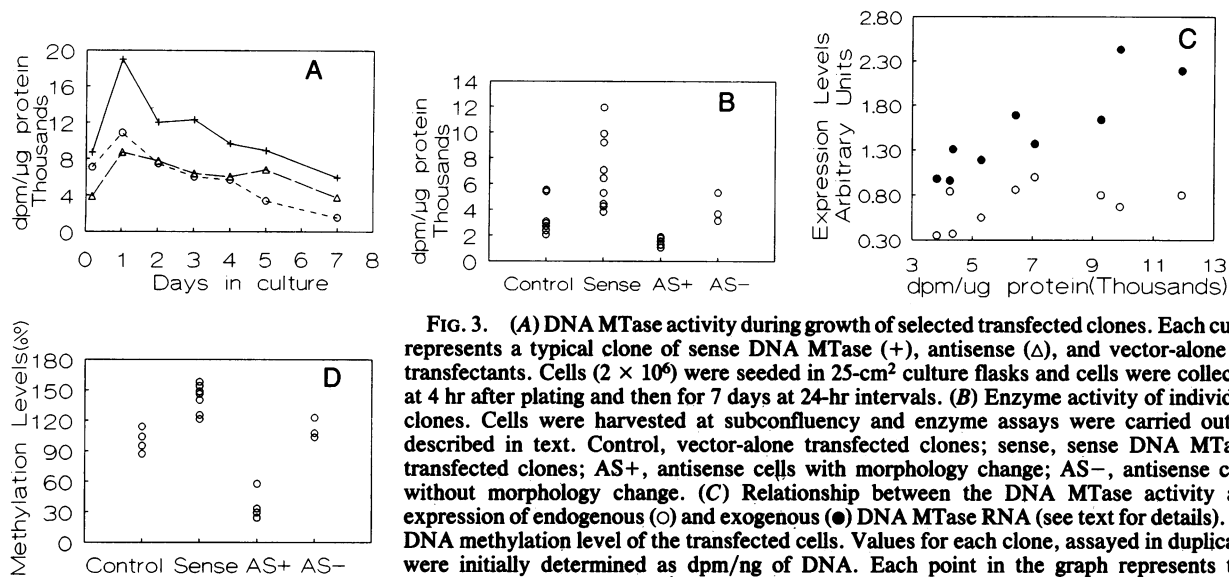 20
16
12
8
4
0
dpm/µg protein
Thousands
A
0 1 2 3 4 5 6 7 8
Days in culture
14
12
10
8
6
4
2
0
dpm/µg protein
Thousands
B
Control Sense AS+ AS−
2.80
2.30
1.80
1.30
0.80
0.30
Expression Levels
Arbitrary Units
C
3 5 7 9 11 13
dpm/ug protein(Thousands)
180
150
120
90
60
30
0
Methylation Levels(%)
D
Control Sense AS+ AS−
FIG. 3. (A) DNA MTase activity during growth of selected transfected clones. Each
represents a typical clone of sense DNA MTase (+), antisense (△), and vector-alone
transfectants. Cells (2 × 10⁶) were seeded in 25-cm² culture flasks and cells were
at 4 hr after plating and then for 7 days at 24-hr intervals. (B) Enzyme activity of
clones. Cells were harvested at subconfluency and enzyme assays were carried out
described in text. Control, vector-alone transfected clones; sense, sense DNA
transfected clones; AS+, antisense cells with morphology change; AS−, antisense
without morphology change. (C) Relationship between the DNA MTase activity
expression of endogenous (○) and exogenous (●) DNA MTase RNA (see text for details).
DNA methylation level of the transfected cells. Values for each clone, assayed in
were initially determined as dpm/ng of DNA. Each point in the graph represents